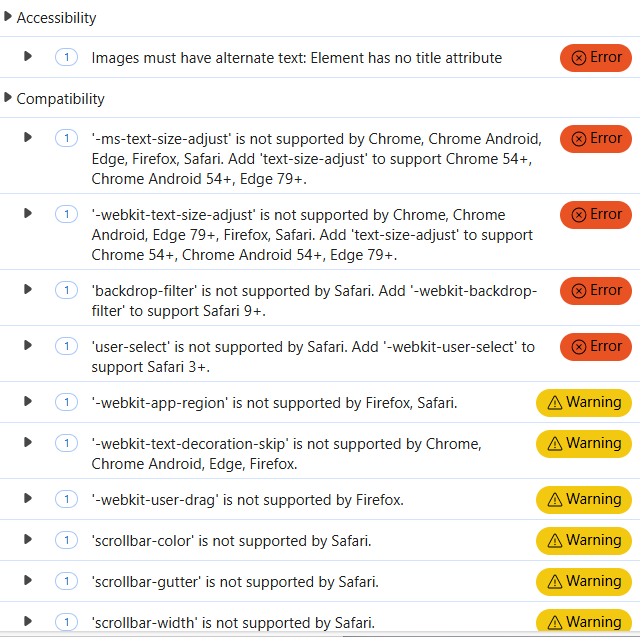 Accessibility
1 Images must have alternate text: Element has no title attribute Error
Compatibility
1 '-ms-text-size-adjust' is not supported by Chrome, Chrome Android, Error
Edge, Firefox, Safari. Add 'text-size-adjust' to support Chrome 54+,
Chrome Android 54+, Edge 79+.
1 '-webkit-text-size-adjust' is not supported by Chrome, Chrome Error
Android, Edge 79+, Firefox, Safari. Add 'text-size-adjust' to support
Chrome 54+, Chrome Android 54+, Edge 79+.
1 'backdrop-filter' is not supported by Safari. Add '-webkit-backdrop- Error
filter' to support Safari 9+.
1 'user-select' is not supported by Safari. Add '-webkit-user-select' to Error
support Safari 3+.
1 '-webkit-app-region' is not supported by Firefox, Safari. Warning
1 '-webkit-text-decoration-skip' is not supported by Chrome, Warning
Chrome Android, Edge, Firefox.
1 '-webkit-user-drag' is not supported by Firefox. Warning
1 'scrollbar-color' is not supported by Safari. Warning
1 'scrollbar-gutter' is not supported by Safari. Warning
1 'scrollbar-width' is not supported by Safari. Warning